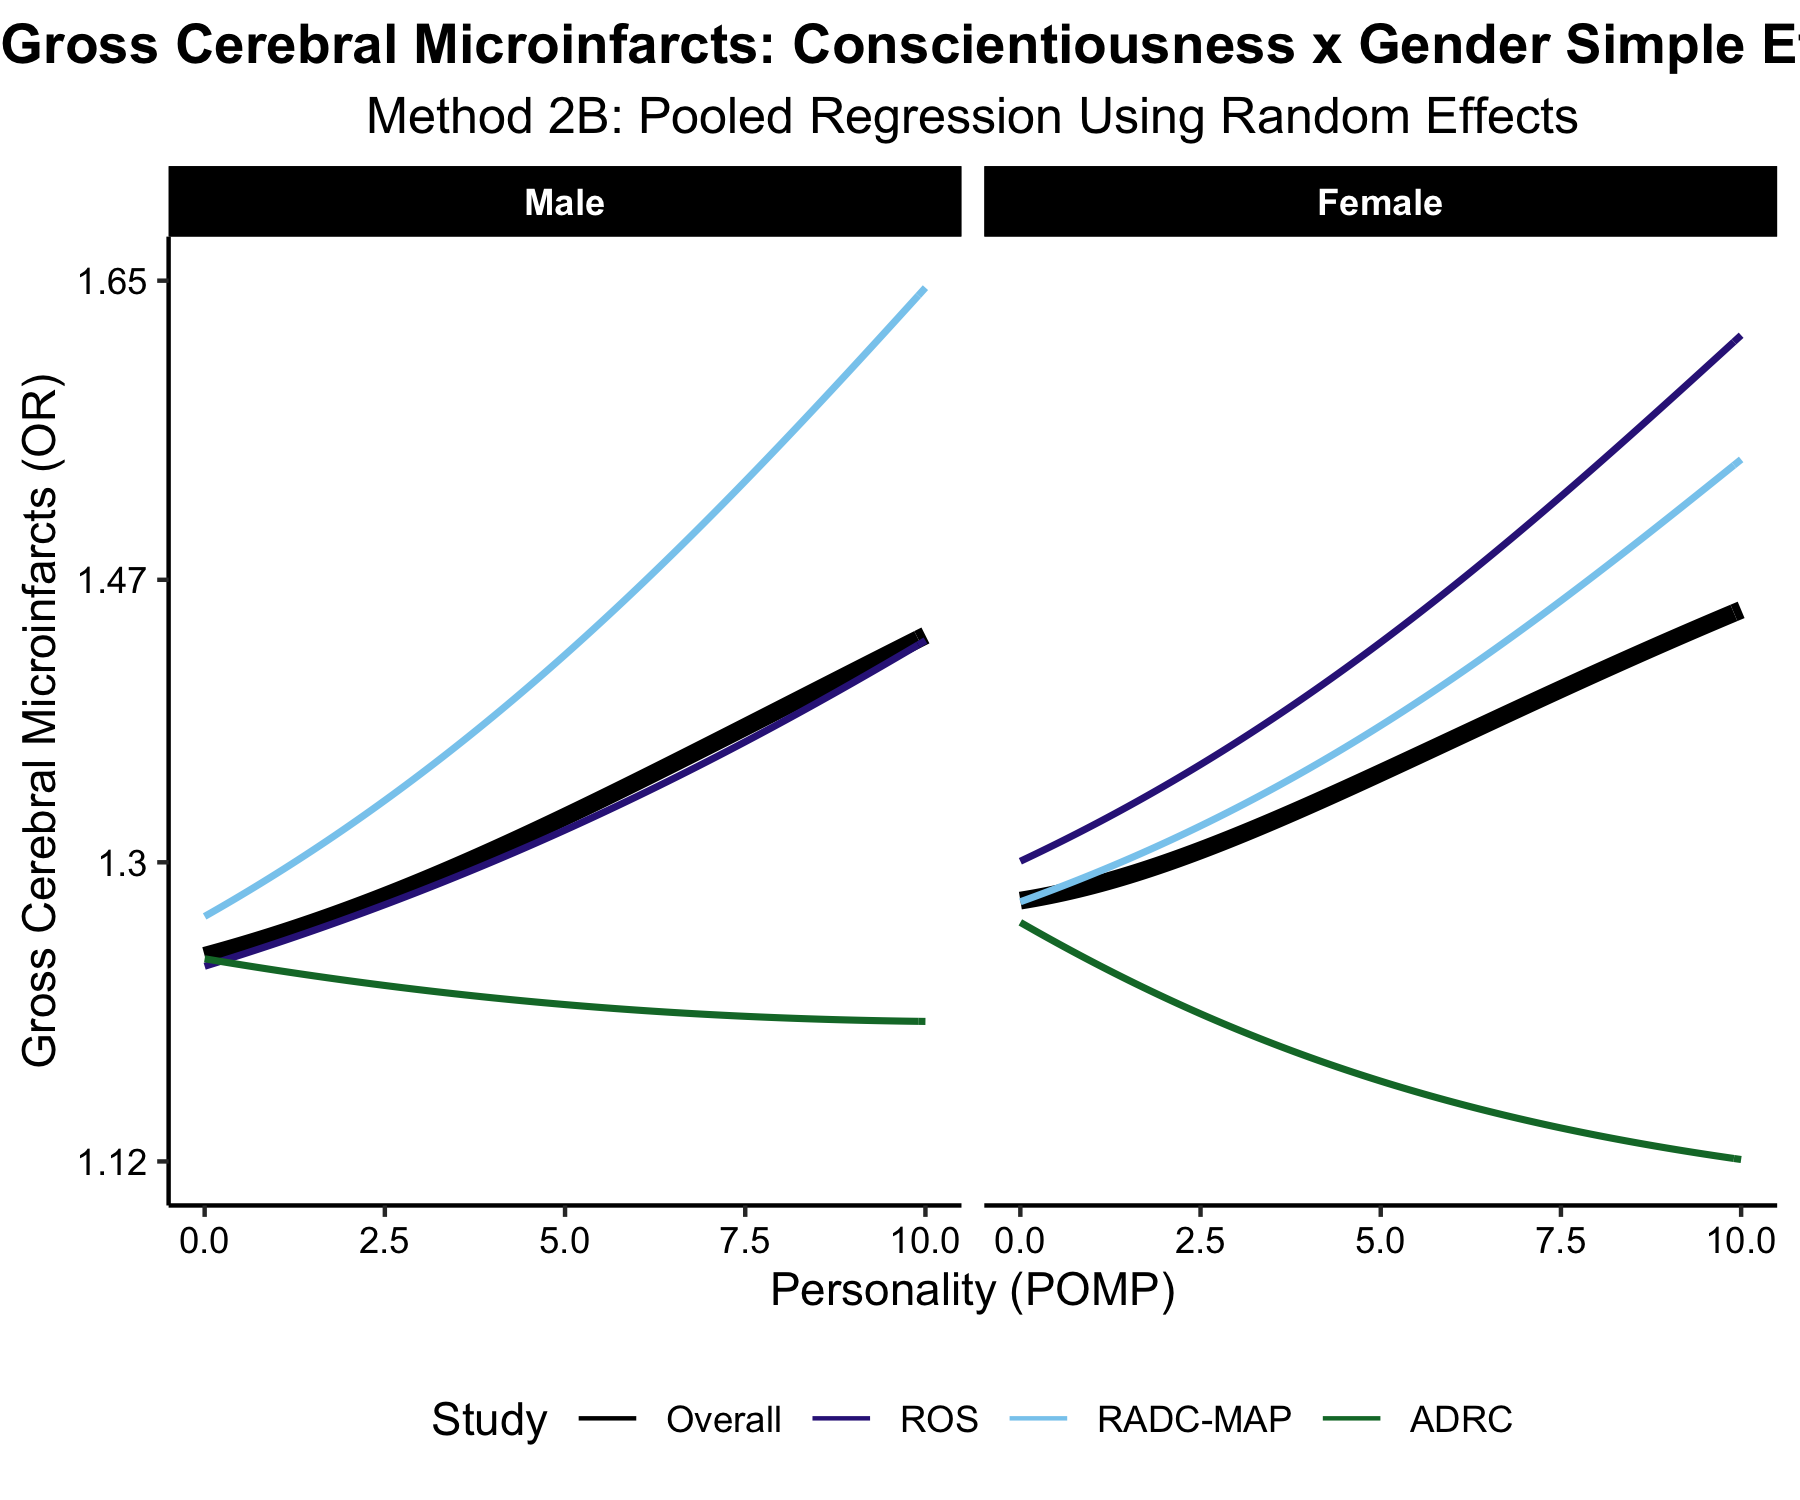 Gross Cerebral Microinfarcts: Conscientiousness x Gender Simple
Method 2B: Pooled Regression Using Random Effects
Male Female
Gross Cerebral Microinfarcts (OR)
1.65
1.47
1.3
1.12
0.0 2.5 5.0 7.5 10.0 0.0 2.5 5.0 7.5 10.0
Personality (POMP)
Study Overall ROS RADC-MAP ADRC